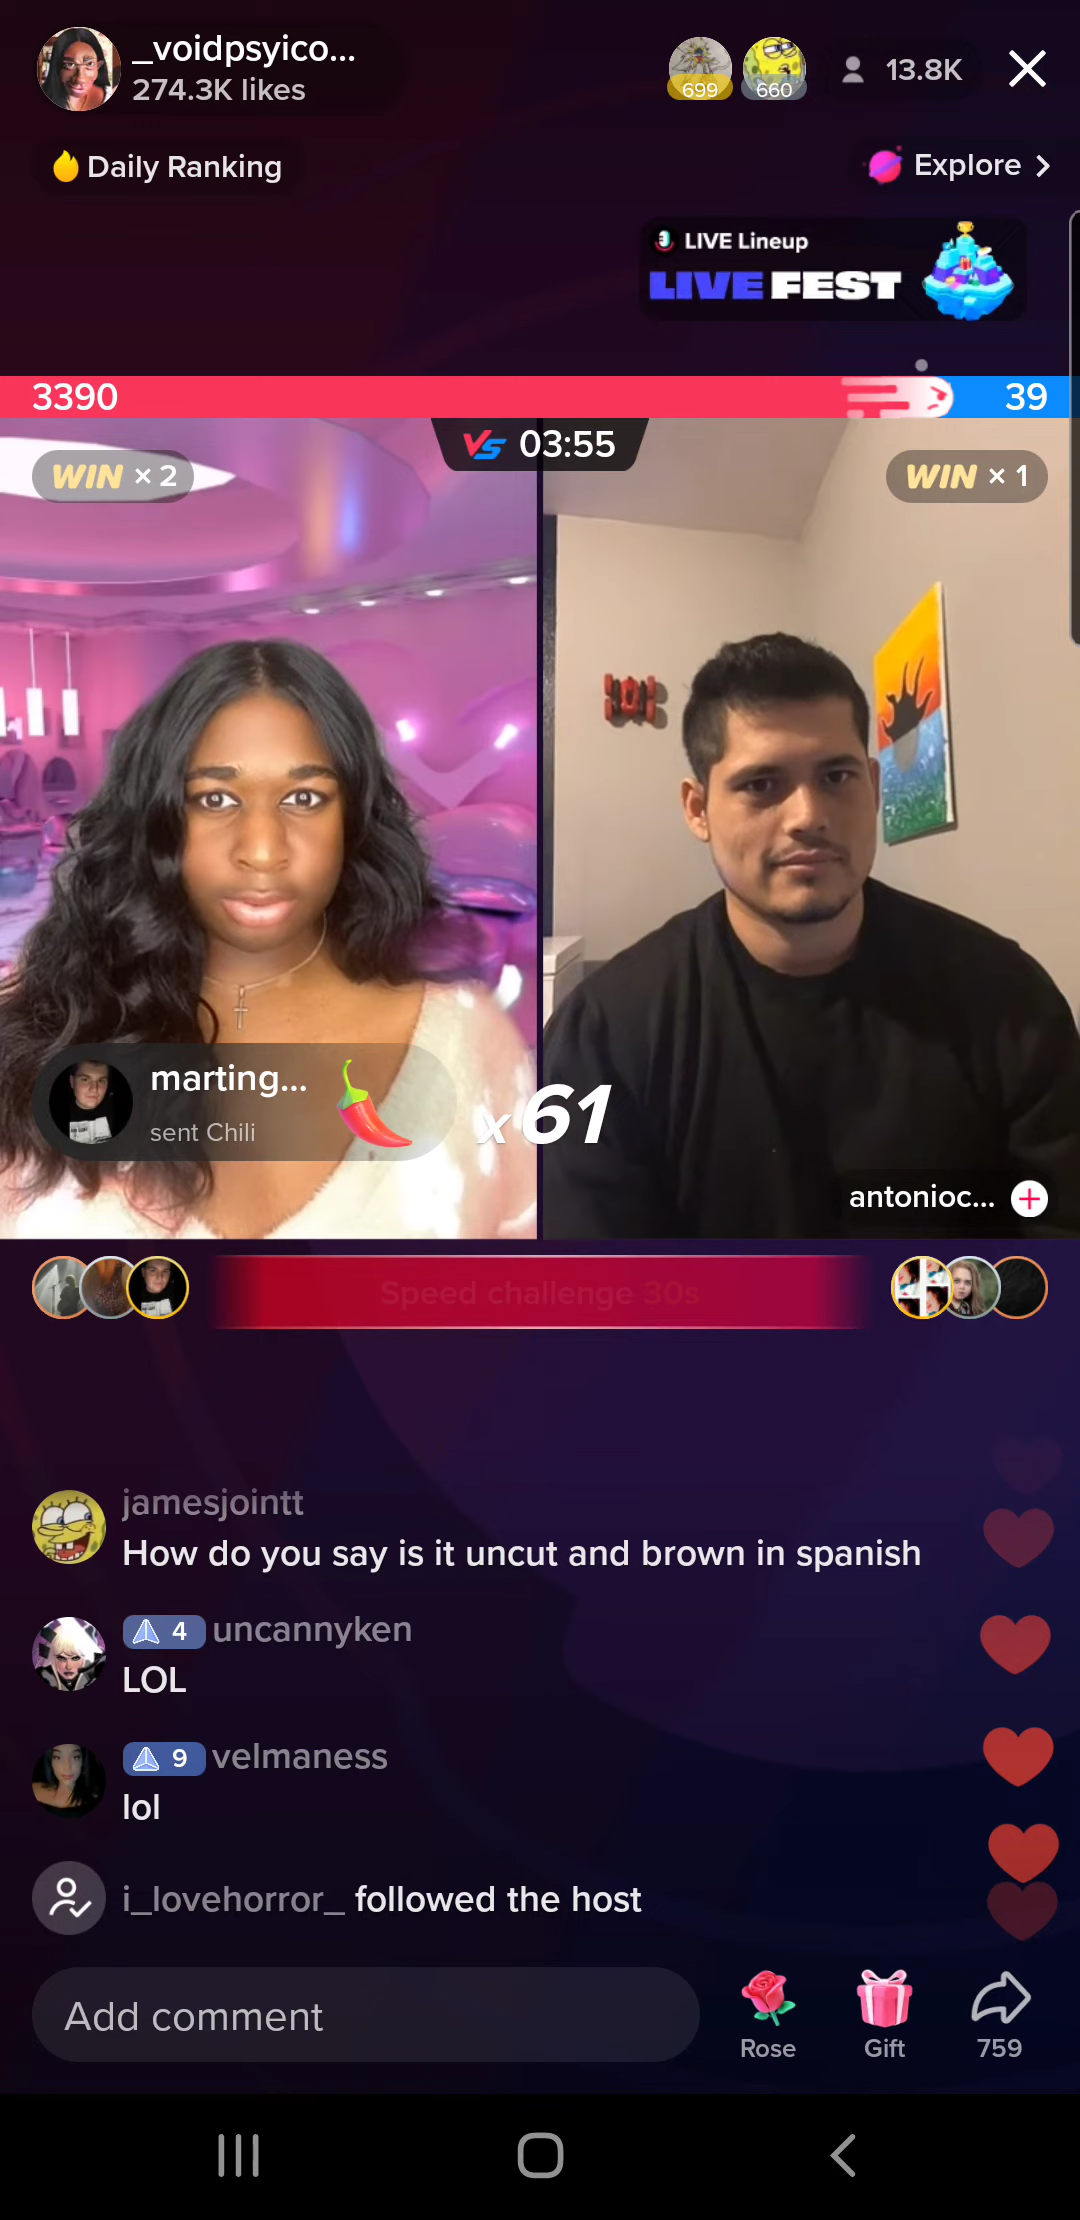 _voidpsyico...
274.3K likes
699
660
13.8K
Daily Ranking
Explore
LIVE Lineup
LIVE FEST
3390
39
VS 03:55
WIN × 2
WIN × 1
marting...
sent Chili
x61
antonioc...
Speed challenge 30s
jamesjointt
How do you say is it uncut and brown in spanish
4 uncannyken
LOL
9 velmaness
lol
i_lovehorror_ followed the host
Add comment
Rose
Gift
759